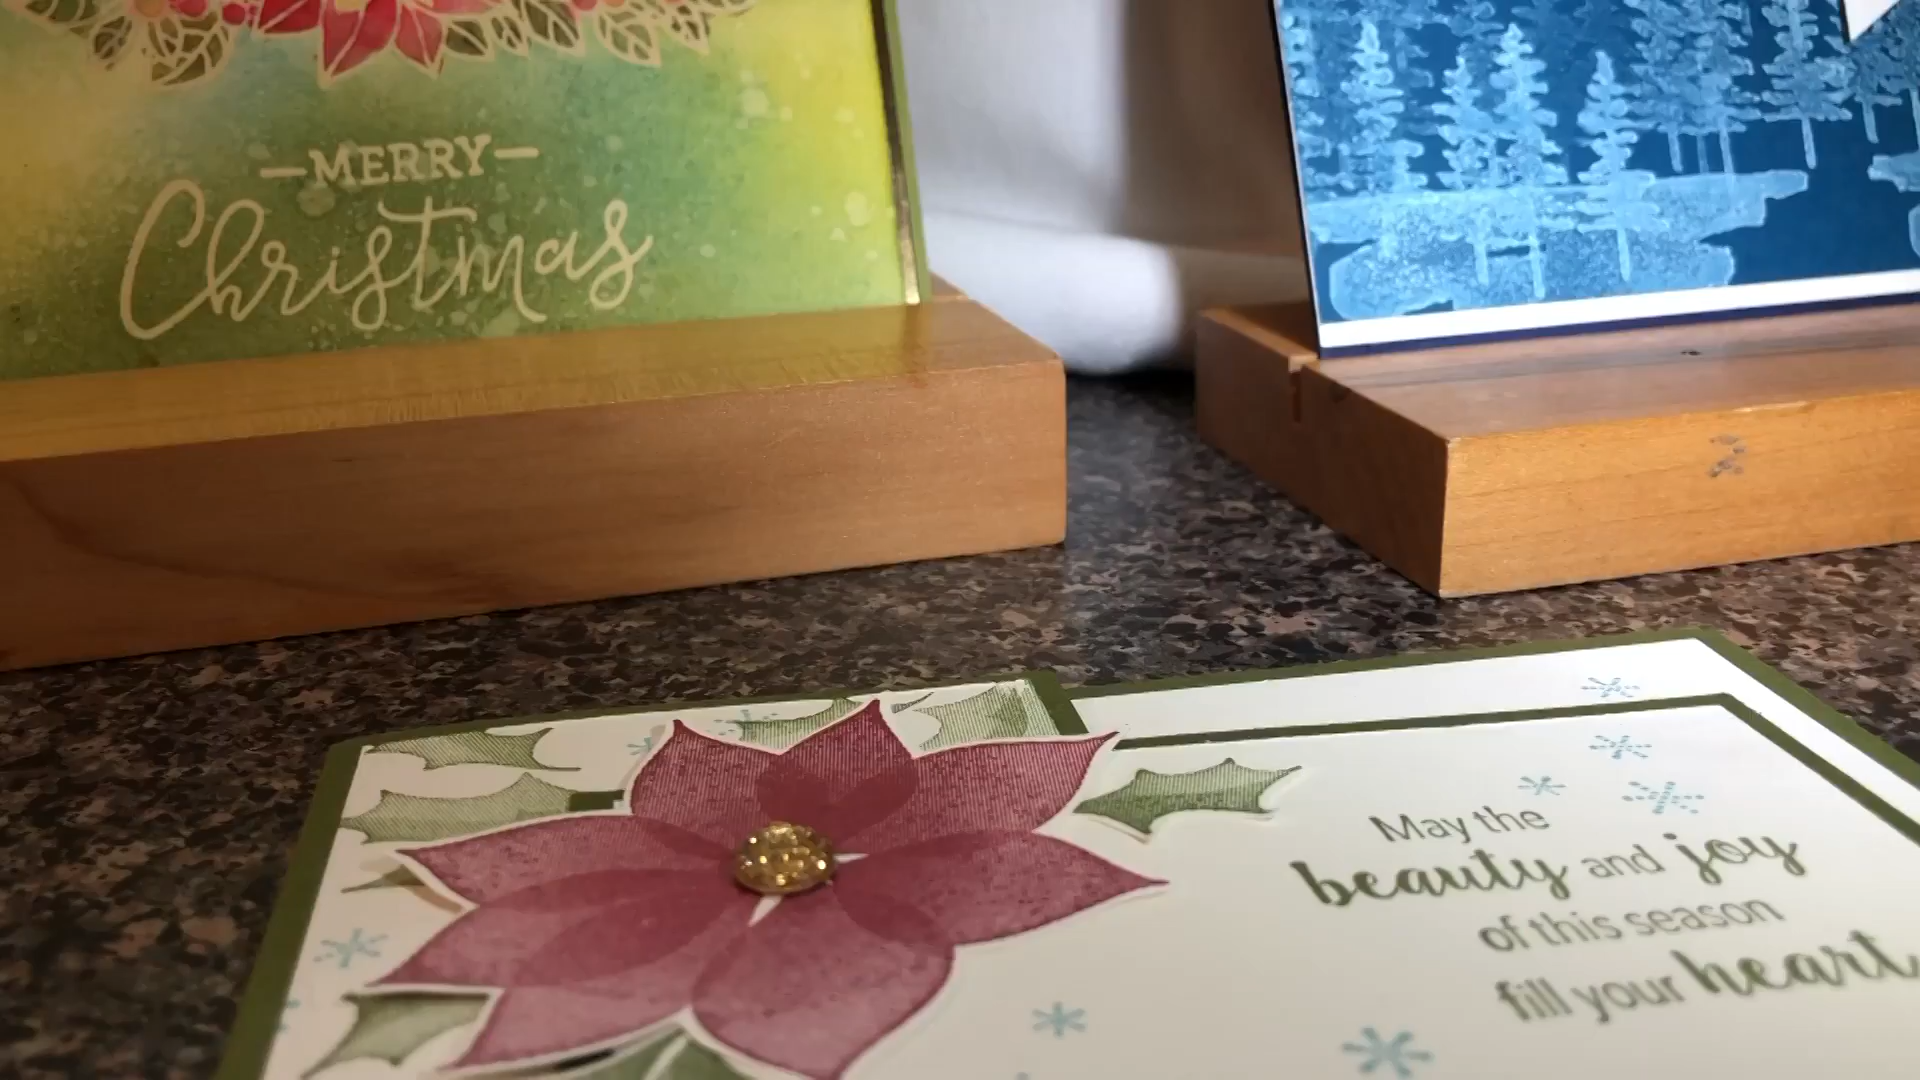 MERRY
Christmas
May the
beauty and joy
of this season
fill your heart